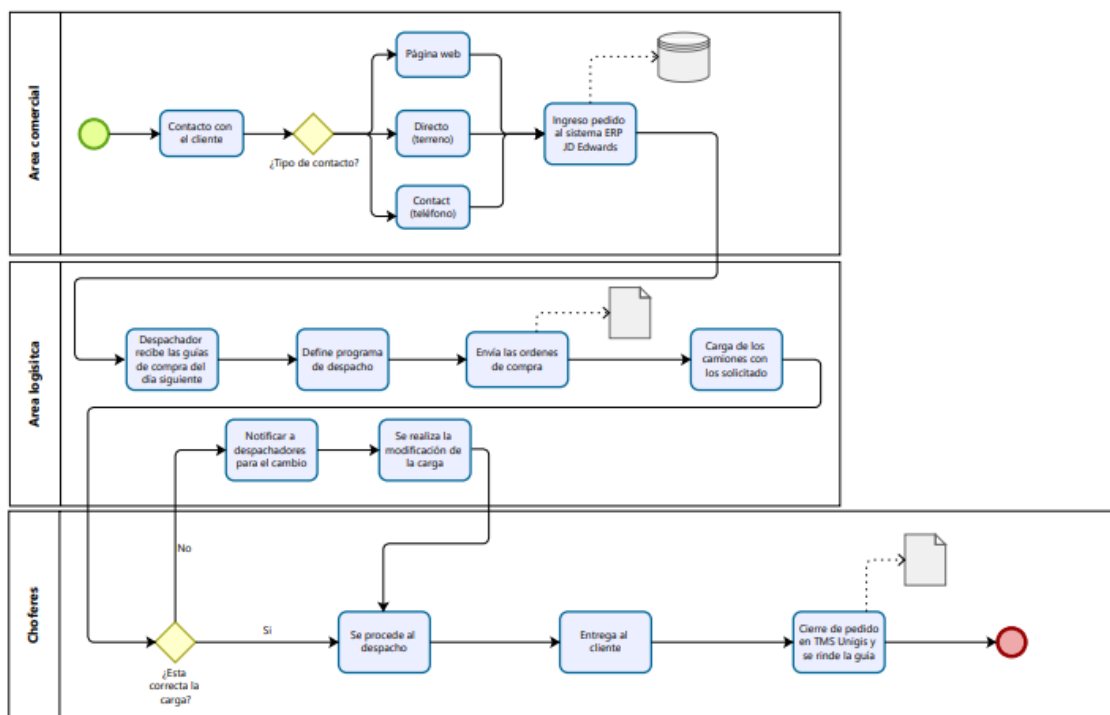 Area comercial
Contacto con
el cliente
¿Tipo de contacto?
Página web
Directo
(terreno)
Contact
(teléfono)
Ingreso pedido
al sistema ERP
JD Edwards
Area logisitca
Despachador
recibe las guías
de compra del
día siguiente
Define programa
de despacho
Envía las ordenes
de compra
Carga de los
camiones con
los solicitado
Notificar a
despachadores
para el cambio
Se realiza la
modificación de
la carga
Choferes
No
Si
¿Esta
correcta la
carga?
Se procede al
despacho
Entrega al
cliente
Cierre de pedido
en TMS Unigis y
se rinde la guía